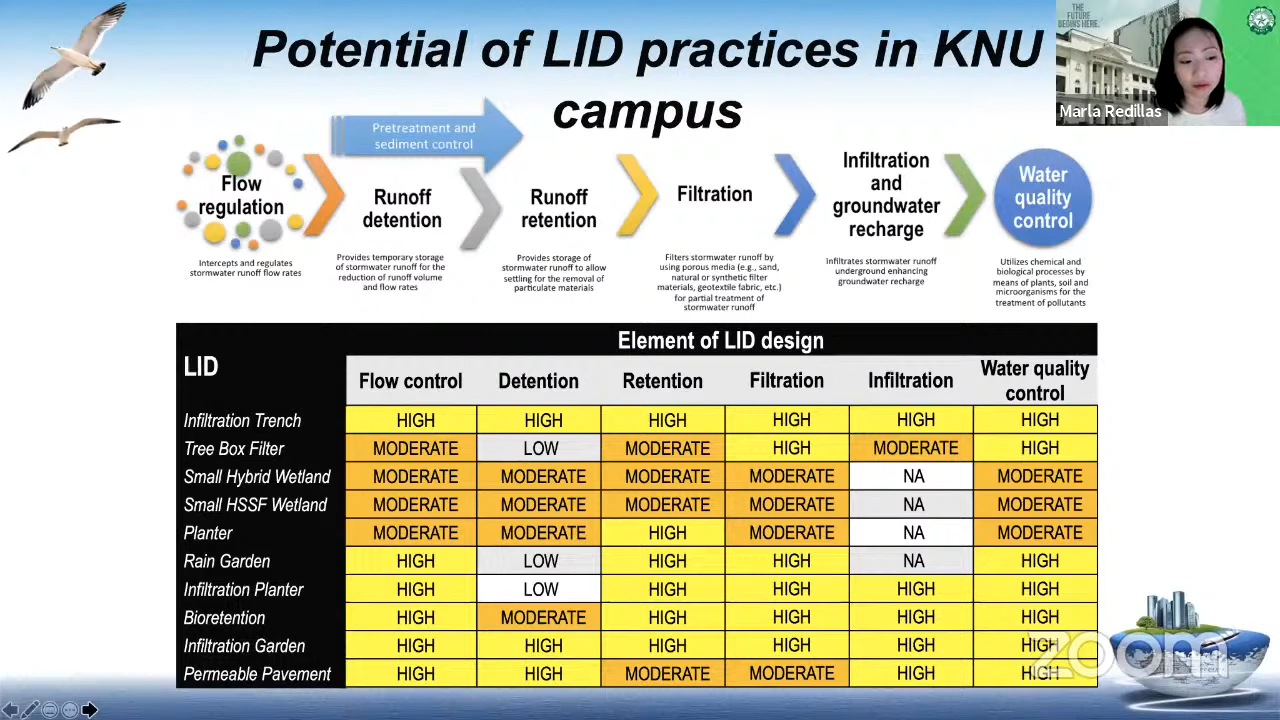 Potential of LID practices in KNU
campus
THE
FUTURE
BEGINS HERE.
Marla Redillas
Pretreatment and
sediment control
Flow
regulation
Intercepts and regulates
stormwater runoff flow rates
Runoff
detention
Provides temporary storage
of stormwater runoff for the
reduction of runoff volume
and flow rates
Runoff
retention
Provides storage of
stormwater runoff to allow
settling for the removal of
particulate materials
Filtration
Filters stormwater runoff by
using porous media (e.g., sand,
natural or synthetic filter
materials, geotextile fabric, etc.)
for partial treatment of
stormwater runoff
Infiltration
and
groundwater
recharge
Infiltrates stormwater runoff
underground enhancing
groundwater recharge
Water
quality
control
Utilizes chemical and
biological processes by
means of plants, soil and
microorganisms for the
treatment of pollutants
LID Element of LID design
Flow control Detention Retention Filtration Infiltration Water quality control
Infiltration Trench HIGH HIGH HIGH HIGH HIGH HIGH
Tree Box Filter MODERATE LOW MODERATE HIGH MODERATE HIGH
Small Hybrid Wetland MODERATE MODERATE MODERATE MODERATE NA MODERATE
Small HSSF Wetland MODERATE MODERATE MODERATE MODERATE NA MODERATE
Planter MODERATE MODERATE HIGH MODERATE NA MODERATE
Rain Garden HIGH LOW HIGH HIGH NA HIGH
Infiltration Planter HIGH LOW HIGH HIGH HIGH HIGH
Bioretention HIGH MODERATE HIGH HIGH HIGH HIGH
Infiltration Garden HIGH HIGH HIGH HIGH HIGH HIGH
Permeable Pavement HIGH HIGH MODERATE MODERATE HIGH HIGH
zoom